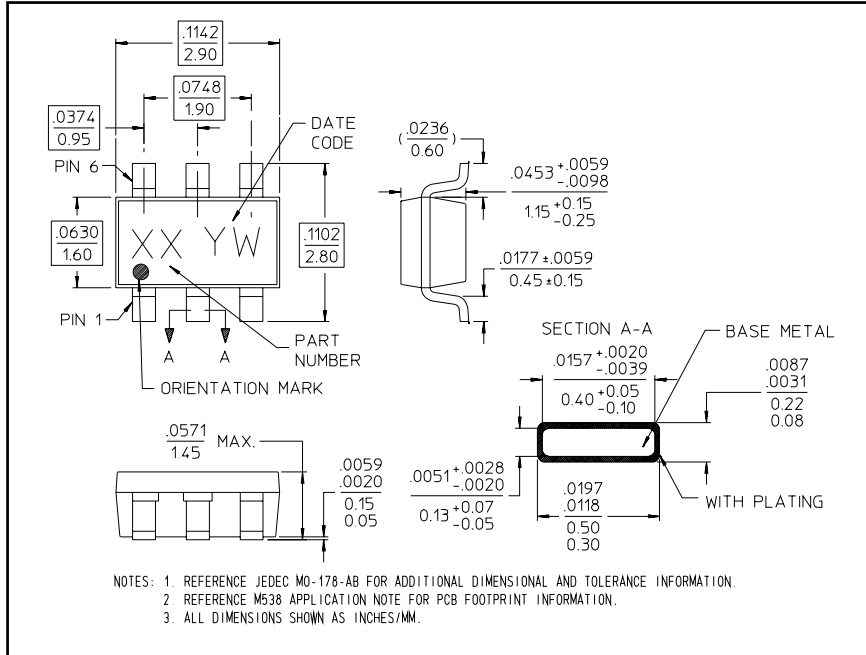 .1142
2.90
.0748
1.90
.0374
0.95
DATE
CODE
PIN 6
.0630
1.60
XX YW
.1102
2.80
PIN 1
A A
PART
NUMBER
ORIENTATION MARK
(.0236)
0.60
.0453 +.0059
-.0098
1.15 +0.15
-0.25
.0177 ±.0059
0.45 ±0.15
SECTION A-A
BASE METAL
.0157 +.0020
-.0039
0.40 +0.05
-0.10
.0087
.0031
0.22
0.08
.0571 MAX.
1.45
.0059
.0020
0.15
0.05
.0051 +.0028
-.0020
0.13 +0.07
-0.05
.0197
.0118
0.50
0.30
WITH PLATING
NOTES: 1. REFERENCE JEDEC MO-178-AB FOR ADDITIONAL DIMENSIONAL AND TOLERANCE INFORMATION.
2. REFERENCE M538 APPLICATION NOTE FOR PCB FOOTPRINT INFORMATION.
3. ALL DIMENSIONS SHOWN AS INCHES/MM.